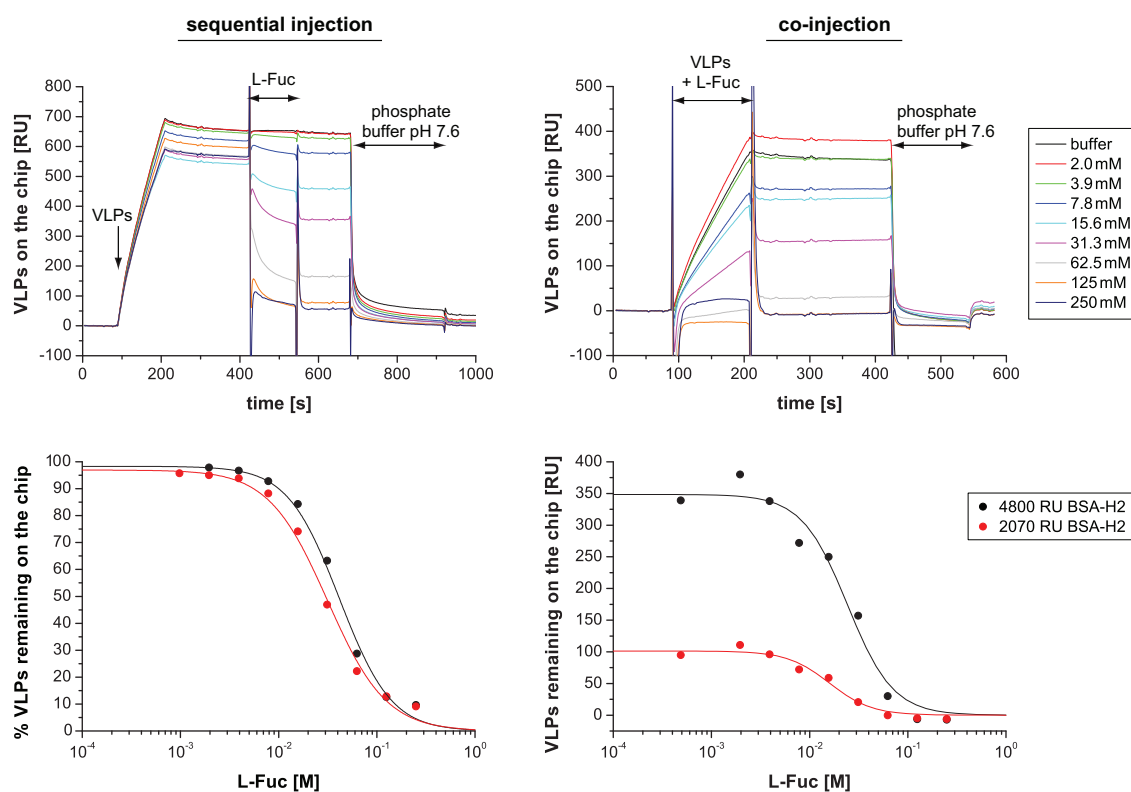 sequential injection
co-injection
VLPs on the chip [RU]
800
700
600
500
400
300
200
100
0
-100
L-Fuc
phosphate
buffer pH 7.6
VLPs
0
200
400
600
800
1000
time [s]
VLPs on the chip [RU]
500
400
300
200
100
0
-100
VLPs
+ L-Fuc
phosphate
buffer pH 7.6
0
100
200
300
400
500
600
time [s]
buffer
2.0 mM
3.9 mM
7.8 mM
15.6 mM
31.3 mM
62.5 mM
125 mM
250 mM
% VLPs remaining on the chip
100
90
80
70
60
50
40
30
20
10
0
10⁻⁴
10⁻³
10⁻²
10⁻¹
10⁰
L-Fuc [M]
VLPs remaining on the chip [RU]
400
350
300
250
200
150
100
50
0
10⁻⁴
10⁻³
10⁻²
10⁻¹
10⁰
L-Fuc [M]
4800 RU BSA-H2
2070 RU BSA-H2